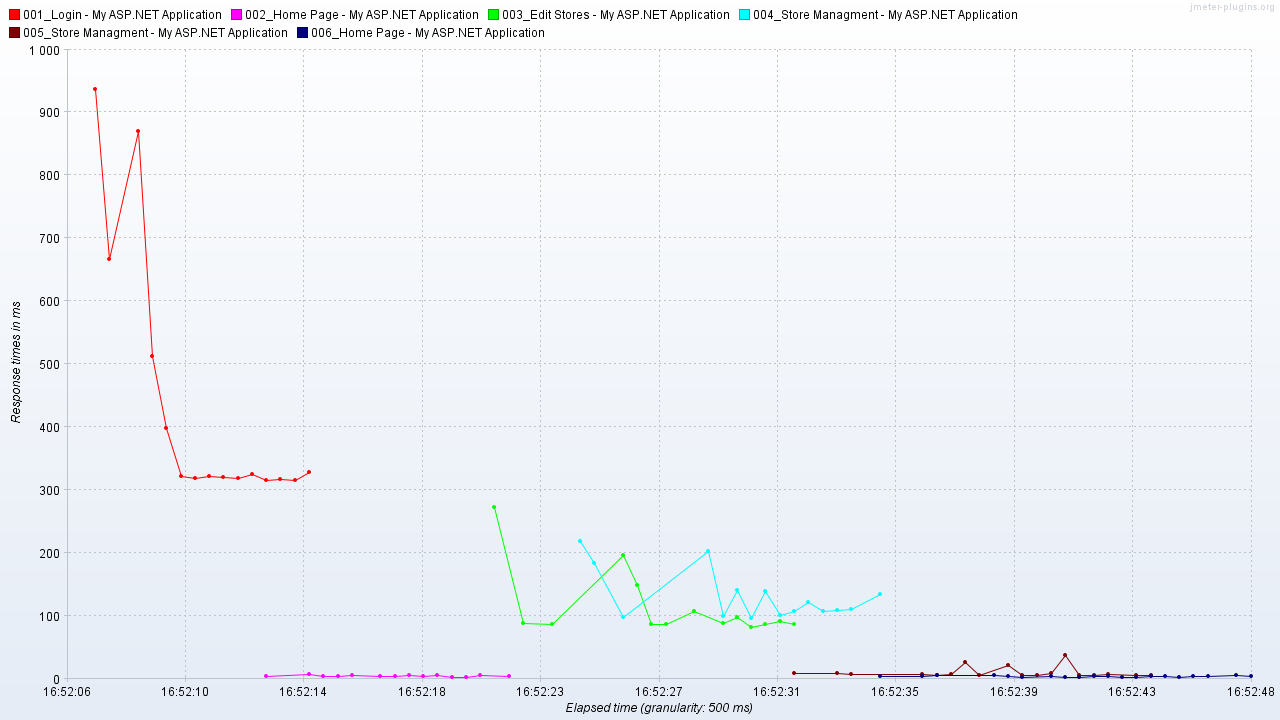 001_Login - My ASP.NET Application 002_Home Page - My ASP.NET Application 003_Edit Stores - My ASP.NET Application 004_Store Managment - My ASP.NET Application
jmeter-plugins.org
005_Store Managment - My ASP.NET Application 006_Home Page - My ASP.NET Application
1 000
900
800
700
600
500
400
300
200
100
0
Response times in ms
16:52:06 16:52:10 16:52:14 16:52:18 16:52:23 16:52:27 16:52:31 16:52:35 16:52:39 16:52:43 16:52:48
Elapsed time (granularity: 500 ms)